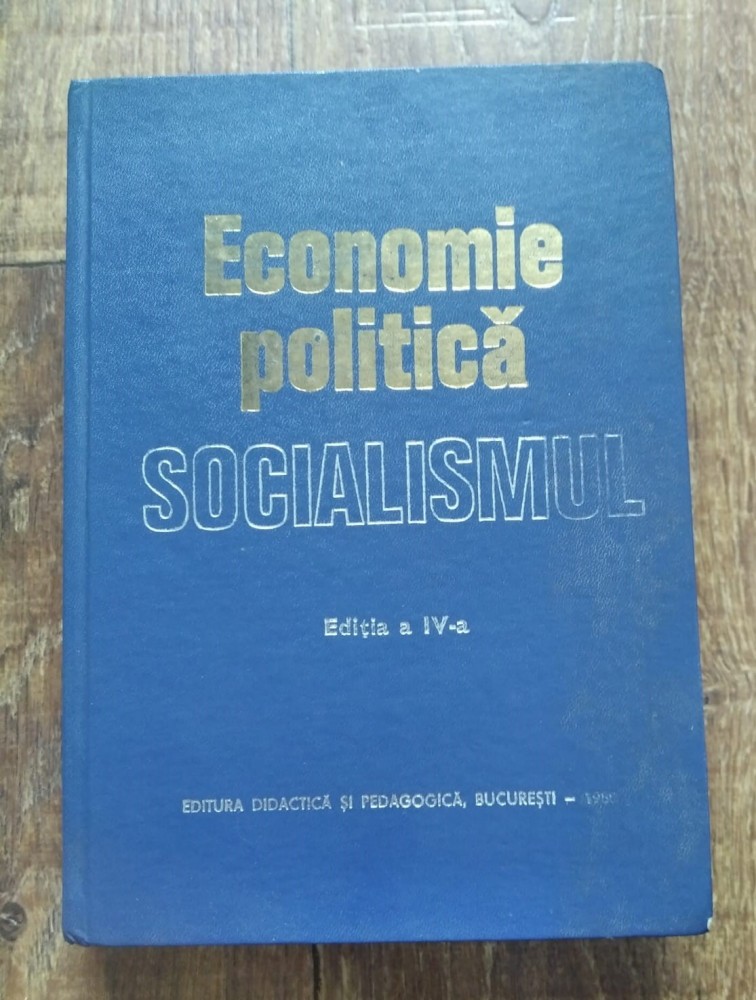 Economie
politică
SOCIALISMUL
Ediția a IV-a
EDITURA DIDACTICĂ ȘI PEDAGOGICĂ, BUCUREȘTI –